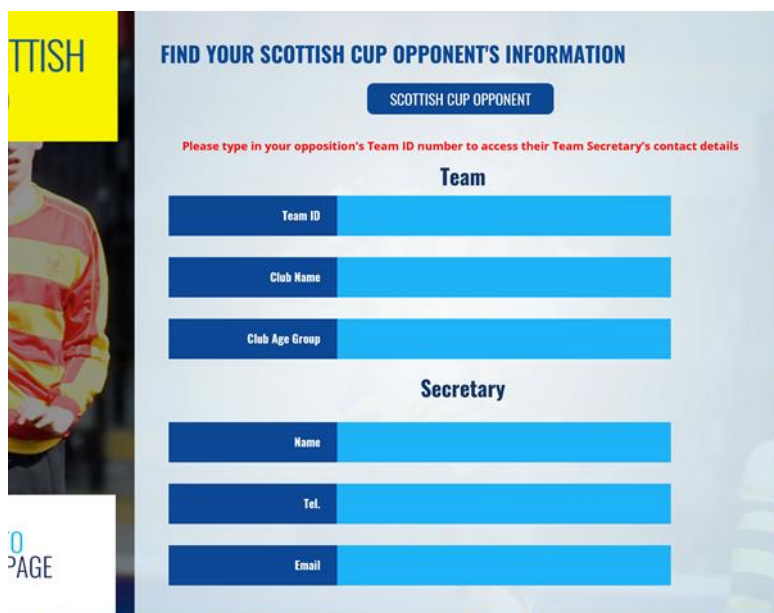 TTISH
FIND YOUR SCOTTISH CUP OPPONENT'S INFORMATION
SCOTTISH CUP OPPONENT
Please type in your opposition's Team ID number to access their Team Secretary's contact details
Team
Team ID
Club Name
Club Age Group
Secretary
Name
Tel.
Email
TO
PAGE